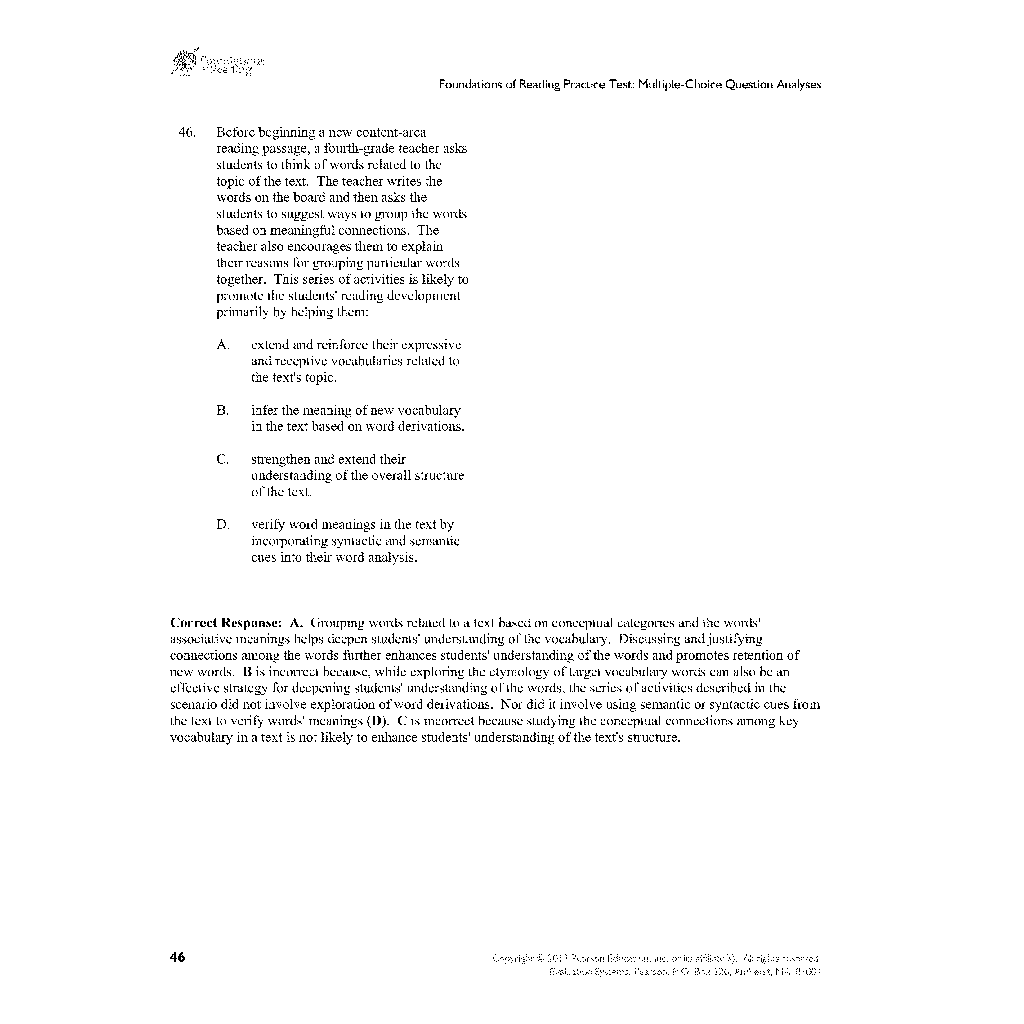 Foundations of Reading Practice Test: Multiple-Choice Question Analyses
46. Before beginning a new content-area
reading passage, a fourth-grade teacher asks
students to think of words related to the
topic of the text. The teacher writes the
words on the board and then asks the
students to suggest ways to group the words
based on meaningful connections. The
teacher also encourages them to explain
their reasons for grouping particular words
together. This series of activities is likely to
promote the students' reading development
primarily by helping them:
A. extend and reinforce their expressive
and receptive vocabularies related to
the text's topic.
B. infer the meaning of new vocabulary
in the text based on word derivations.
C. strengthen and extend their
understanding of the overall structure
of the text.
D. verify word meanings in the text by
incorporating syntactic and semantic
cues into their word analysis.
Correct Response: A. Grouping words related to a text based on conceptual categories and the words'
associative meanings helps deepen students' understanding of the vocabulary. Discussing and justifying
connections among the words further enhances students' understanding of the words and promotes retention of
new words. B is incorrect because, while exploring the etymology of target vocabulary words can also be an
effective strategy for deepening students' understanding of the words, the series of activities described in the
scenario did not involve exploration of word derivations. Nor did it involve using semantic or syntactic cues from
the text to verify words' meanings (D). C is incorrect because studying the conceptual connections among key
vocabulary in a text is not likely to enhance students' understanding of the text's structure.
46
Copyright © Pearson Education, Inc. or its affiliate(s). All rights reserved.
Evaluation Systems, Pearson, P.O. Box 226, Amherst, MA